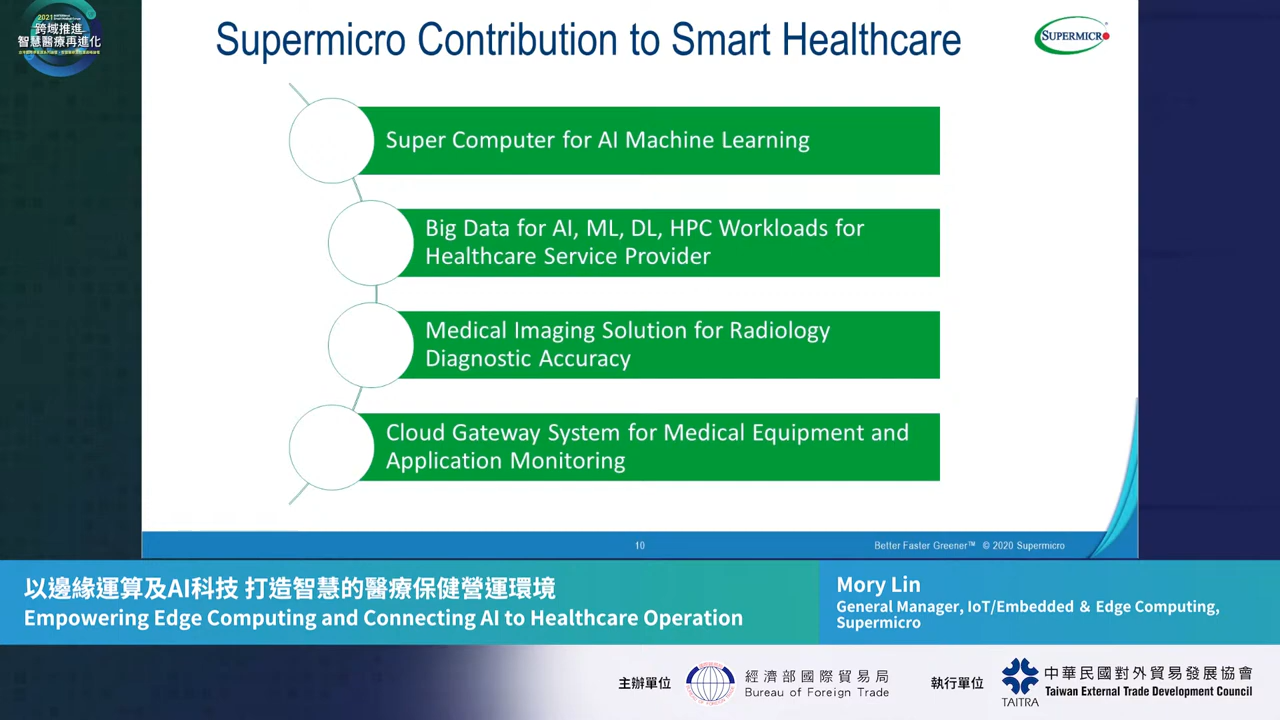 2021
跨域推進
智慧醫療再進化
Supermicro Contribution to Smart Healthcare
SUPERMICRO
Super Computer for AI Machine Learning
Big Data for AI, ML, DL, HPC Workloads for
Healthcare Service Provider
Medical Imaging Solution for Radiology
Diagnostic Accuracy
Cloud Gateway System for Medical Equipment and
Application Monitoring
10
Better Faster Greener™ © 2020 Supermicro
以邊緣運算及AI科技 打造智慧的醫療保健營運環境
Empowering Edge Computing and Connecting AI to Healthcare Operation
Mory Lin
General Manager, IoT/Embedded & Edge Computing,
Supermicro
主辦單位
經濟部國際貿易局
Bureau of Foreign Trade
執行單位
TAITRA
中華民國對外貿易發展協會
Taiwan External Trade Development Council